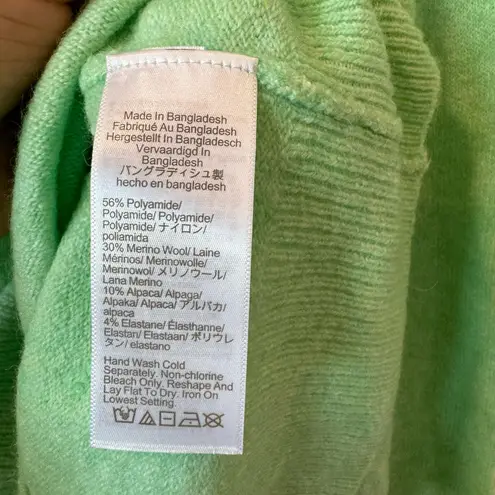 Made In Bangladesh
Fabriqué Au Bangladesh
Hergestellt In Bangladesch
Vervaardigd In
Bangladesh
バングラディシュ製
hecho en bangladesh
56% Polyamide/
Polyamide/ Polyamid/
Polyamide/ ナイロン/
poliamida
30% Merino Wool/ Laine
Mérinos/ Merinowolle/
Merinowol/ メリノウール/
Lana Merino
10% Alpaca/ Alpaga/
Alpaka/ Alpaca/ アルパカ/
alpaca
4% Elastane/ Élasthanne/
Elastan/ Elastaan/ ポリウレ
タン/ elastano
Hand Wash Cold
Separately. Non-chlorine
Bleach Only. Reshape And
Lay Flat To Dry. Iron On
Lowest Setting.